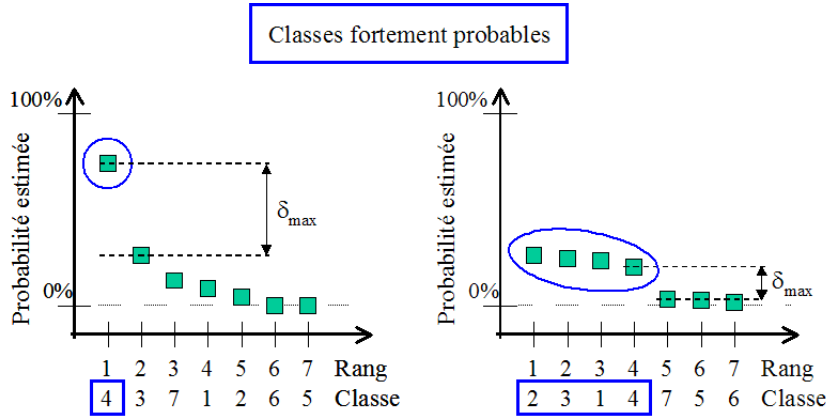 Classes fortement probables
100%
Probabilité estimée
0%
δmax
1 2 3 4 5 6 7 Rang
4 3 7 1 2 6 5 Classe
100%
Probabilité estimée
0%
δmax
1 2 3 4 5 6 7 Rang
2 3 1 4 7 5 6 Classe